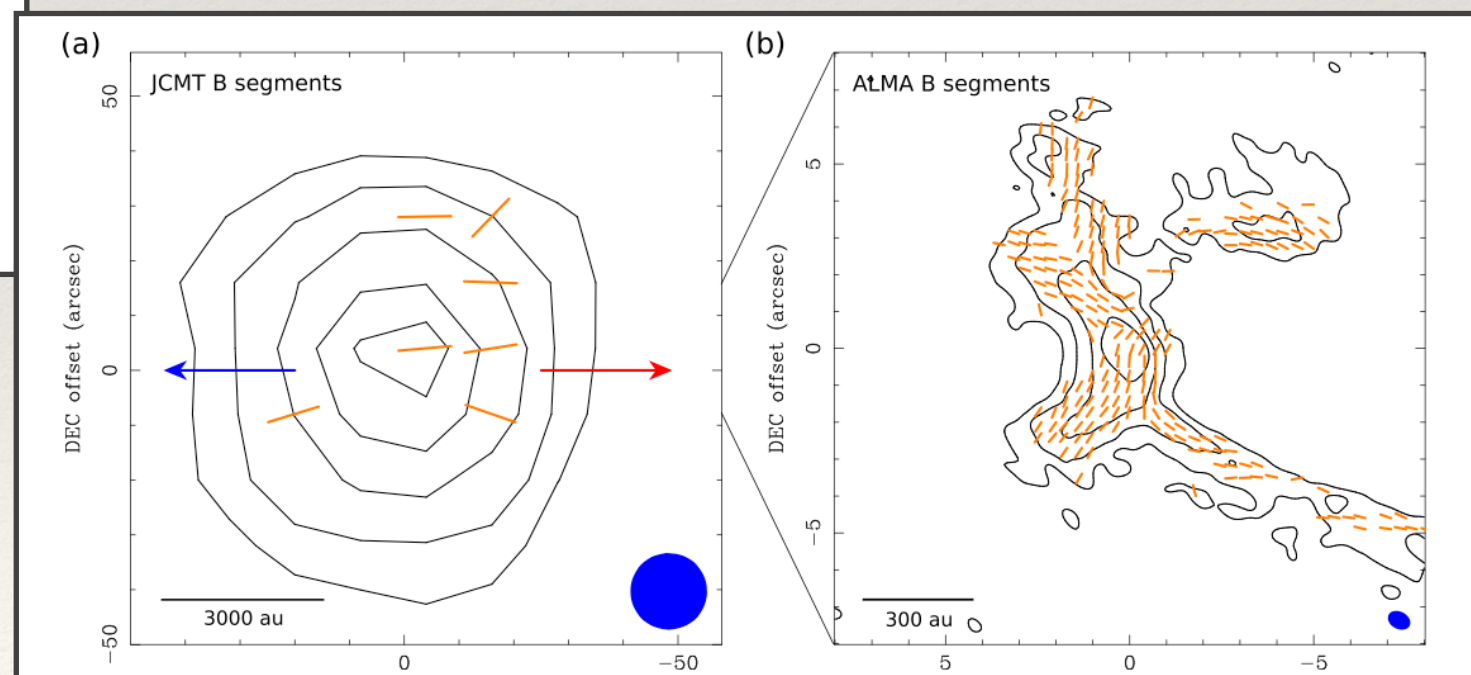 (a)
JCMT B segments
50
0
−50
DEC offset (arcsec)
3000 au
0
−50
(b)
ALMA B segments
5
0
−5
DEC offset (arcsec)
300 au
5
0
−5